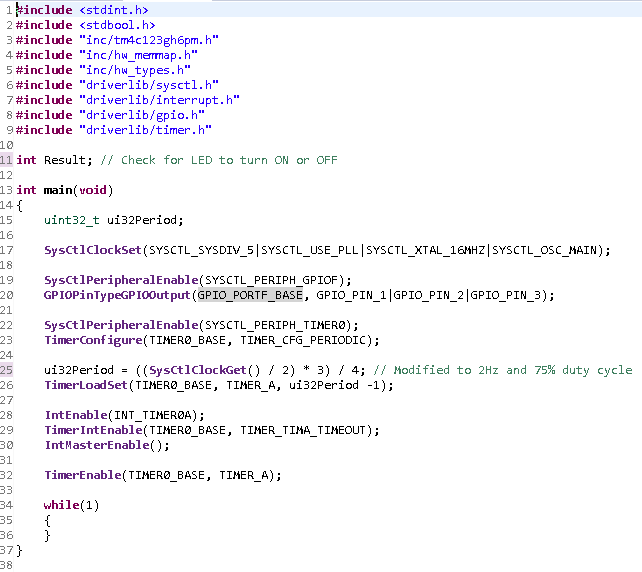 1 #include <stdint.h>
2 #include <stdbool.h>
3 #include "inc/tm4c123gh6pm.h"
4 #include "inc/hw_memmap.h"
5 #include "inc/hw_types.h"
6 #include "driverlib/sysctl.h"
7 #include "driverlib/interrupt.h"
8 #include "driverlib/gpio.h"
9 #include "driverlib/timer.h"
10
11 int Result; // Check for LED to turn ON or OFF
12
13 int main(void)
14 {
15     uint32_t ui32Period;
16
17     SysCtlClockSet(SYSCTL_SYSDIV_5|SYSCTL_USE_PLL|SYSCTL_XTAL_16MHZ|SYSCTL_OSC_MAIN);
18
19     SysCtlPeripheralEnable(SYSCTL_PERIPH_GPIOF);
20     GPIOPinTypeGPIOOutput(GPIO_PORTF_BASE, GPIO_PIN_1|GPIO_PIN_2|GPIO_PIN_3);
21
22     SysCtlPeripheralEnable(SYSCTL_PERIPH_TIMER0);
23     TimerConfigure(TIMER0_BASE, TIMER_CFG_PERIODIC);
24
25     ui32Period = ((SysCtlClockGet() / 2) * 3) / 4; // Modified to 2Hz and 75% duty cycle
26     TimerLoadSet(TIMER0_BASE, TIMER_A, ui32Period -1);
27
28     IntEnable(INT_TIMER0A);
29     TimerIntEnable(TIMER0_BASE, TIMER_TIMA_TIMEOUT);
30     IntMasterEnable();
31
32     TimerEnable(TIMER0_BASE, TIMER_A);
33
34     while(1)
35     {
36     }
37 }
38